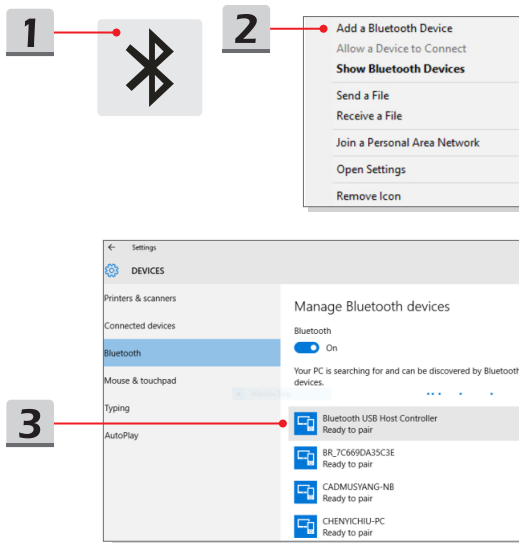 1
2
Add a Bluetooth Device
Allow a Device to Connect
Show Bluetooth Devices
Send a File
Receive a File
Join a Personal Area Network
Open Settings
Remove Icon
Settings
DEVICES
Printers & scanners
Connected devices
Bluetooth
Mouse & touchpad
Typing
AutoPlay
Manage Bluetooth devices
Bluetooth
On
Your PC is searching for and can be discovered by Bluetooth
devices.
3
Bluetooth USB Host Controller
Ready to pair
BR_7C669DA35C3E
Ready to pair
CADMUSYANG-NB
Ready to pair
CHENYICHIU-PC
Ready to pair